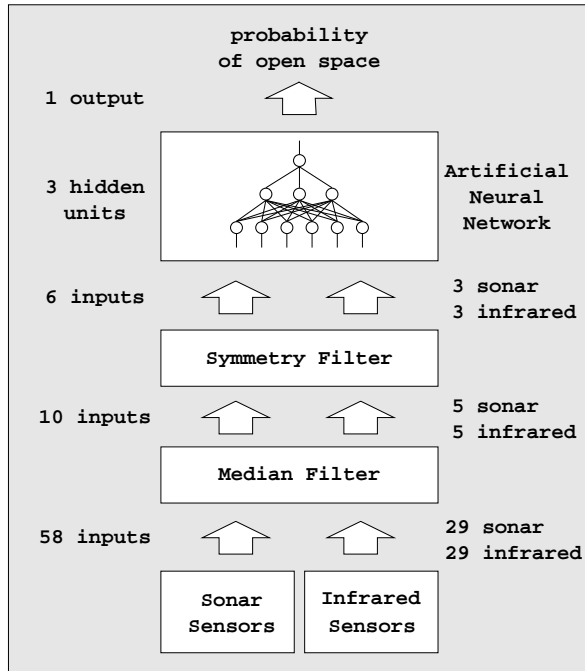 probability
of open space
1 output
3 hidden
units
Artificial
Neural
Network
6 inputs
3 sonar
3 infrared
Symmetry Filter
10 inputs
5 sonar
5 infrared
Median Filter
58 inputs
29 sonar
29 infrared
Sonar
Sensors
Infrared
Sensors